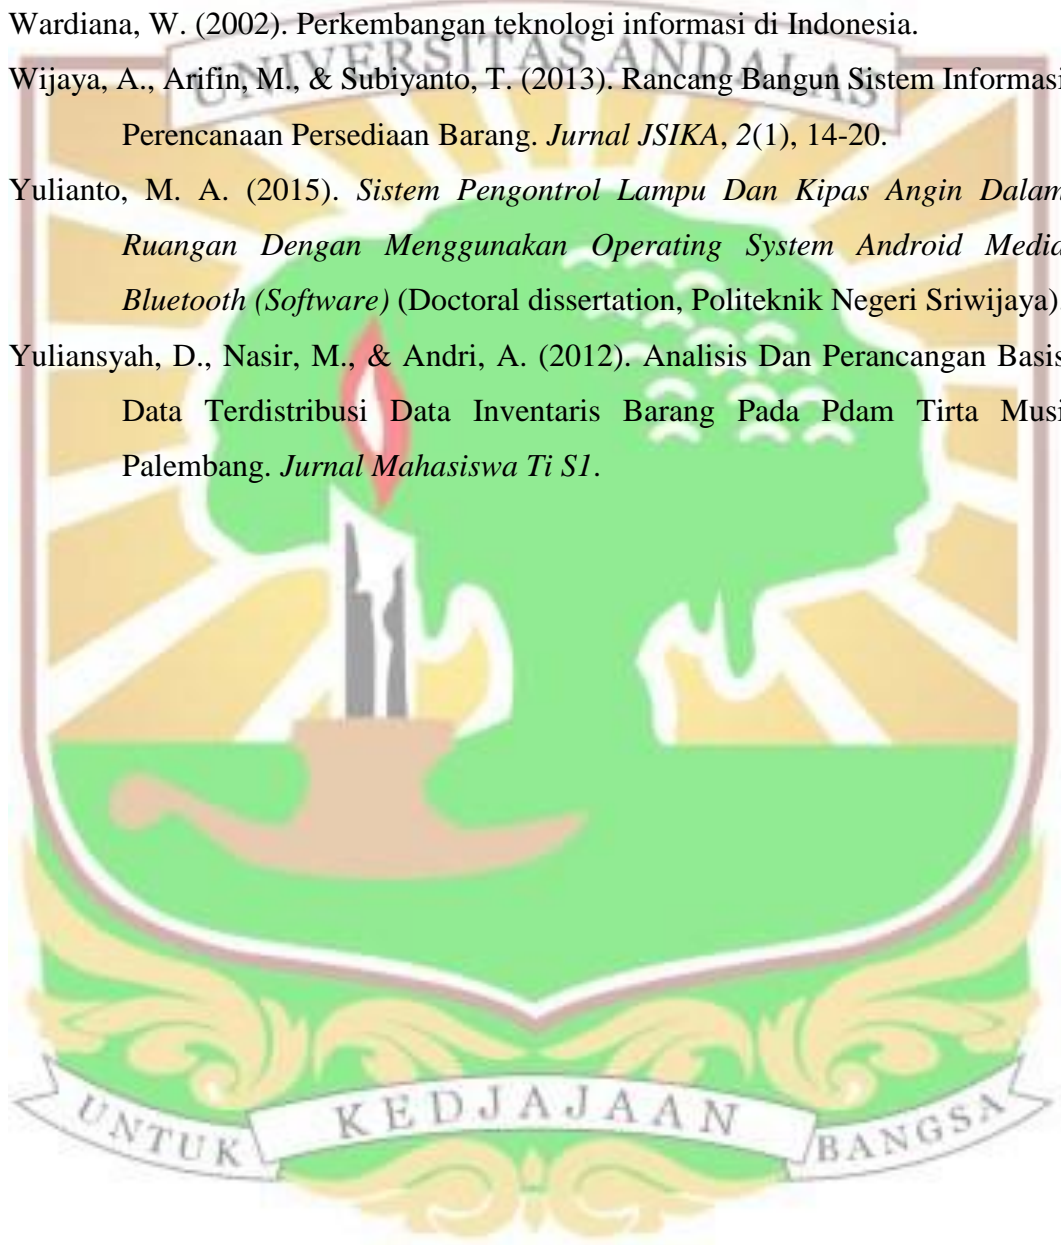 Wardiana, W. (2002). Perkembangan teknologi informasi di Indonesia.
UNIVERSITAS ANDALAS
Wijaya, A., Arifin, M., & Subiyanto, T. (2013). Rancang Bangun Sistem Informasi
Perencanaan Persediaan Barang. Jurnal JSIKA, 2(1), 14-20.
Yulianto, M. A. (2015). Sistem Pengontrol Lampu Dan Kipas Angin Dalam
Ruangan Dengan Menggunakan Operating System Android Media
Bluetooth (Software) (Doctoral dissertation, Politeknik Negeri Sriwijaya)
Yuliansyah, D., Nasir, M., & Andri, A. (2012). Analisis Dan Perancangan Basis
Data Terdistribusi Data Inventaris Barang Pada Pdam Tirta Musi
Palembang. Jurnal Mahasiswa Ti S1.
UNTUK KEDJAJAAN BANGSA